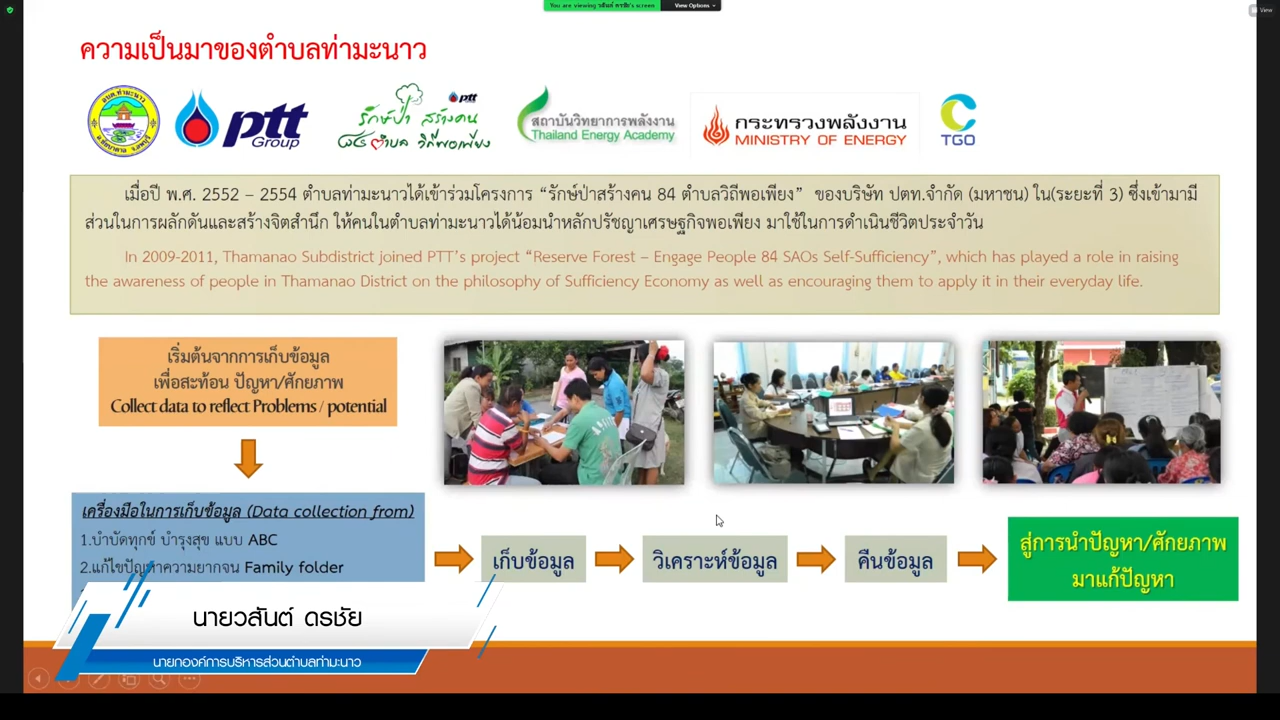 You are viewing วสันต์ ดรชัย's screen
View Options
View
ความเป็นมาของตำบลท่ามะนาว
อบต.ท่ามะนาว
ptt
Group
ptt
รักษ์ป่า สร้างคน
๘๔ ตำบล วิถีพอเพียง
สถาบันวิทยาการพลังงาน
Thailand Energy Academy
กระทรวงพลังงาน
MINISTRY OF ENERGY
TGO
เมื่อปี พ.ศ. 2552 – 2554 ตำบลท่ามะนาวได้เข้าร่วมโครงการ “รักษ์ป่าสร้างคน 84 ตำบลวิถีพอเพียง” ของบริษัท ปตท.จำกัด (มหาชน) ใน(ระยะที่ 3) ซึ่งเข้ามามี
ส่วนในการผลักดันและสร้างจิตสำนึก ให้คนในตำบลท่ามะนาวได้น้อมนำหลักปรัชญาเศรษฐกิจพอเพียง มาใช้ในการดำเนินชีวิตประจำวัน
In 2009-2011, Thamanao Subdistrict joined PTT’s project “Reserve Forest – Engage People 84 SAOs Self-Sufficiency”, which has played a role in raising
the awareness of people in Thamanao District on the philosophy of Sufficiency Economy as well as encouraging them to apply it in their everyday life.
เริ่มต้นจากการเก็บข้อมูล
เพื่อสะท้อน ปัญหา/ศักยภาพ
Collect data to reflect Problems / potential
เครื่องมือในการเก็บข้อมูล (Data collection from)
1.บำบัดทุกข์ บำรุงสุข แบบ ABC
2.แก้ไขปัญหาความยากจน Family folder
เก็บข้อมูล
วิเคราะห์ข้อมูล
คืนข้อมูล
สู่การนำปัญหา/ศักยภาพ
มาแก้ปัญหา
นายวสันต์ ดรชัย
นายกองค์การบริหารส่วนตำบลท่ามะนาว